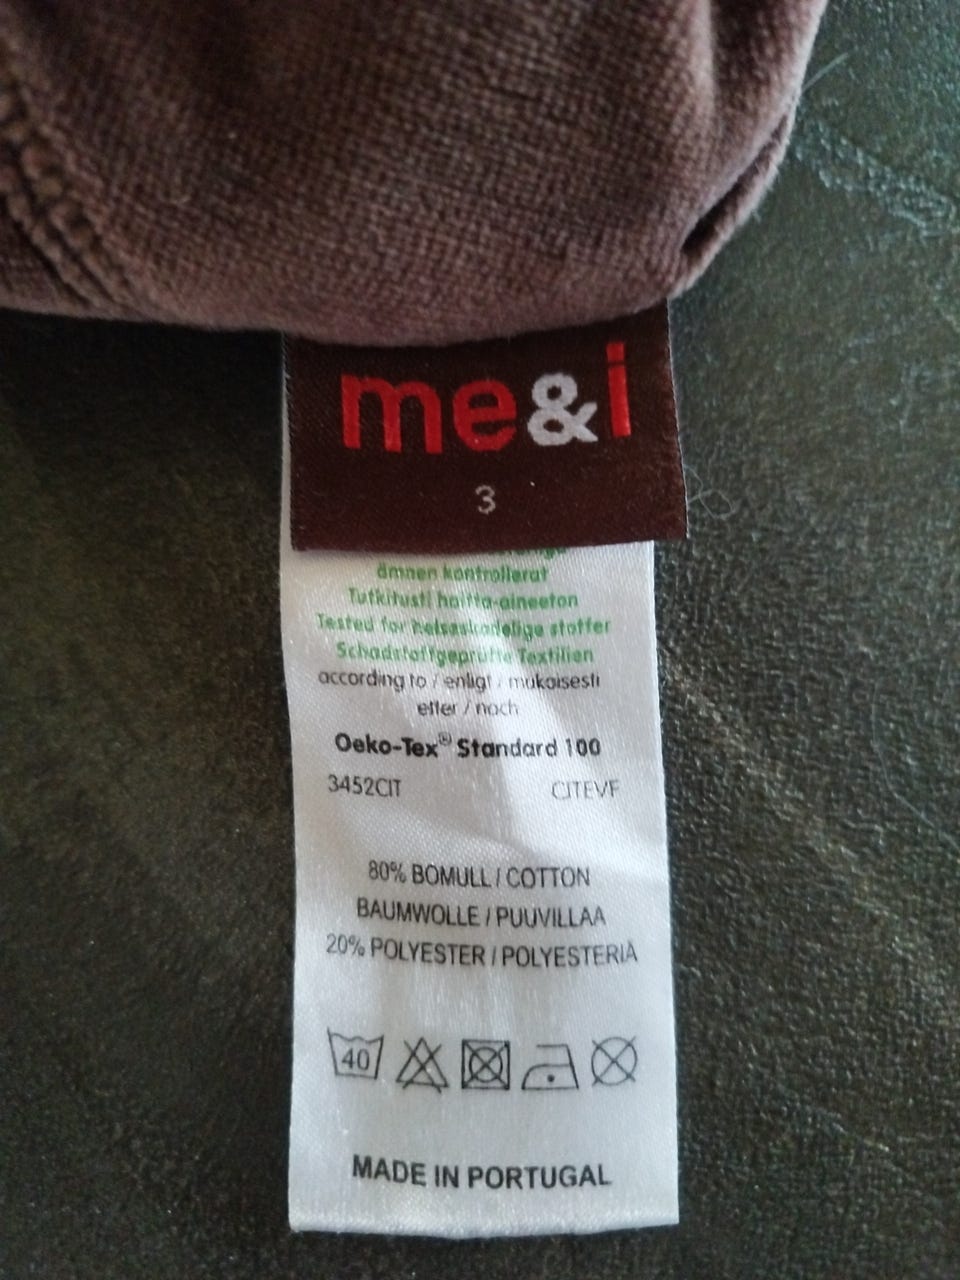 me&i
3
ämnen kontrollerat
Tutkitusti haitta-aineeton
Tested for helseskadelige stoffer
Schadstoffgeprüfte Textilien
according to / enligt / mukaisesti
etter / nach
Oeko-Tex® Standard 100
3452CIT CITEVF
80% BOMULL / COTTON
BAUMWOLLE / PUUVILLAA
20% POLYESTER / POLYESTERIÄ
40
MADE IN PORTUGAL